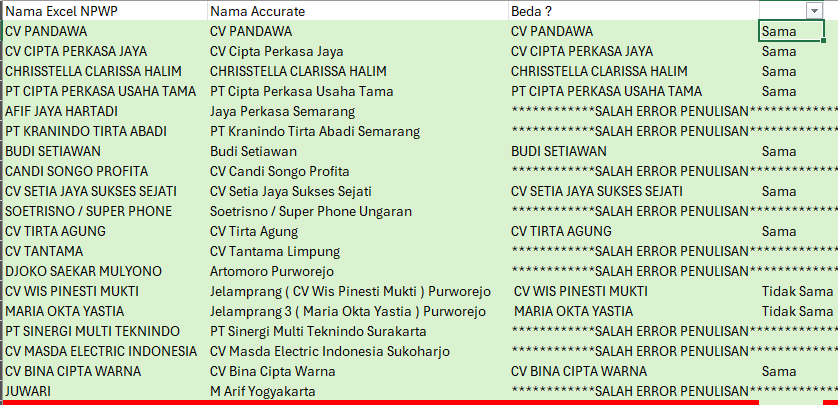 Nama Excel NPWP Nama Accurate Beda ?
CV PANDAWA CV PANDAWA CV PANDAWA Sama
CV CIPTA PERKASA JAYA CV Cipta Perkasa Jaya CV CIPTA PERKASA JAYA Sama
CHRISSTELLA CLARISSA HALIM CHRISSTELLA CLARISSA HALIM CHRISSTELLA CLARISSA HALIM Sama
PT CIPTA PERKASA USAHA TAMA PT Cipta Perkasa Usaha Tama PT CIPTA PERKASA USAHA TAMA Sama
AFIF JAYA HARTADI Jaya Perkasa Semarang ************SALAH ERROR PENULISAN************
PT KRANINDO TIRTA ABADI PT Kranindo Tirta Abadi Semarang ************SALAH ERROR PENULISAN************
BUDI SETIAWAN Budi Setiawan BUDI SETIAWAN Sama
CANDI SONGO PROFITA CV Candi Songo Profita ************SALAH ERROR PENULISAN************
CV SETIA JAYA SUKSES SEJATI CV Setia Jaya Sukses Sejati CV SETIA JAYA SUKSES SEJATI Sama
SOETRISNO / SUPER PHONE Soetrisno / Super Phone Ungaran ************SALAH ERROR PENULISAN************
CV TIRTA AGUNG CV Tirta Agung CV TIRTA AGUNG Sama
CV TANTAMA CV Tantama Limpung ************SALAH ERROR PENULISAN************
DJOKO SAEKAR MULYONO Artomoro Purworejo ************SALAH ERROR PENULISAN************
CV WIS PINESTI MUKTI Jelamprang ( CV Wis Pinesti Mukti ) Purworejo CV WIS PINESTI MUKTI Tidak Sama
MARIA OKTA YASTIA Jelamprang 3 ( Maria Okta Yastia ) Purworejo MARIA OKTA YASTIA Tidak Sama
PT SINERGI MULTI TEKNINDO PT Sinergi Multi Teknindo Surakarta ************SALAH ERROR PENULISAN************
CV MASDA ELECTRIC INDONESIA CV Masda Electric Indonesia Sukoharjo ************SALAH ERROR PENULISAN************
CV BINA CIPTA WARNA CV Bina Cipta Warna CV BINA CIPTA WARNA Sama
JUWARI M Arif Yogyakarta ************SALAH ERROR PENULISAN************